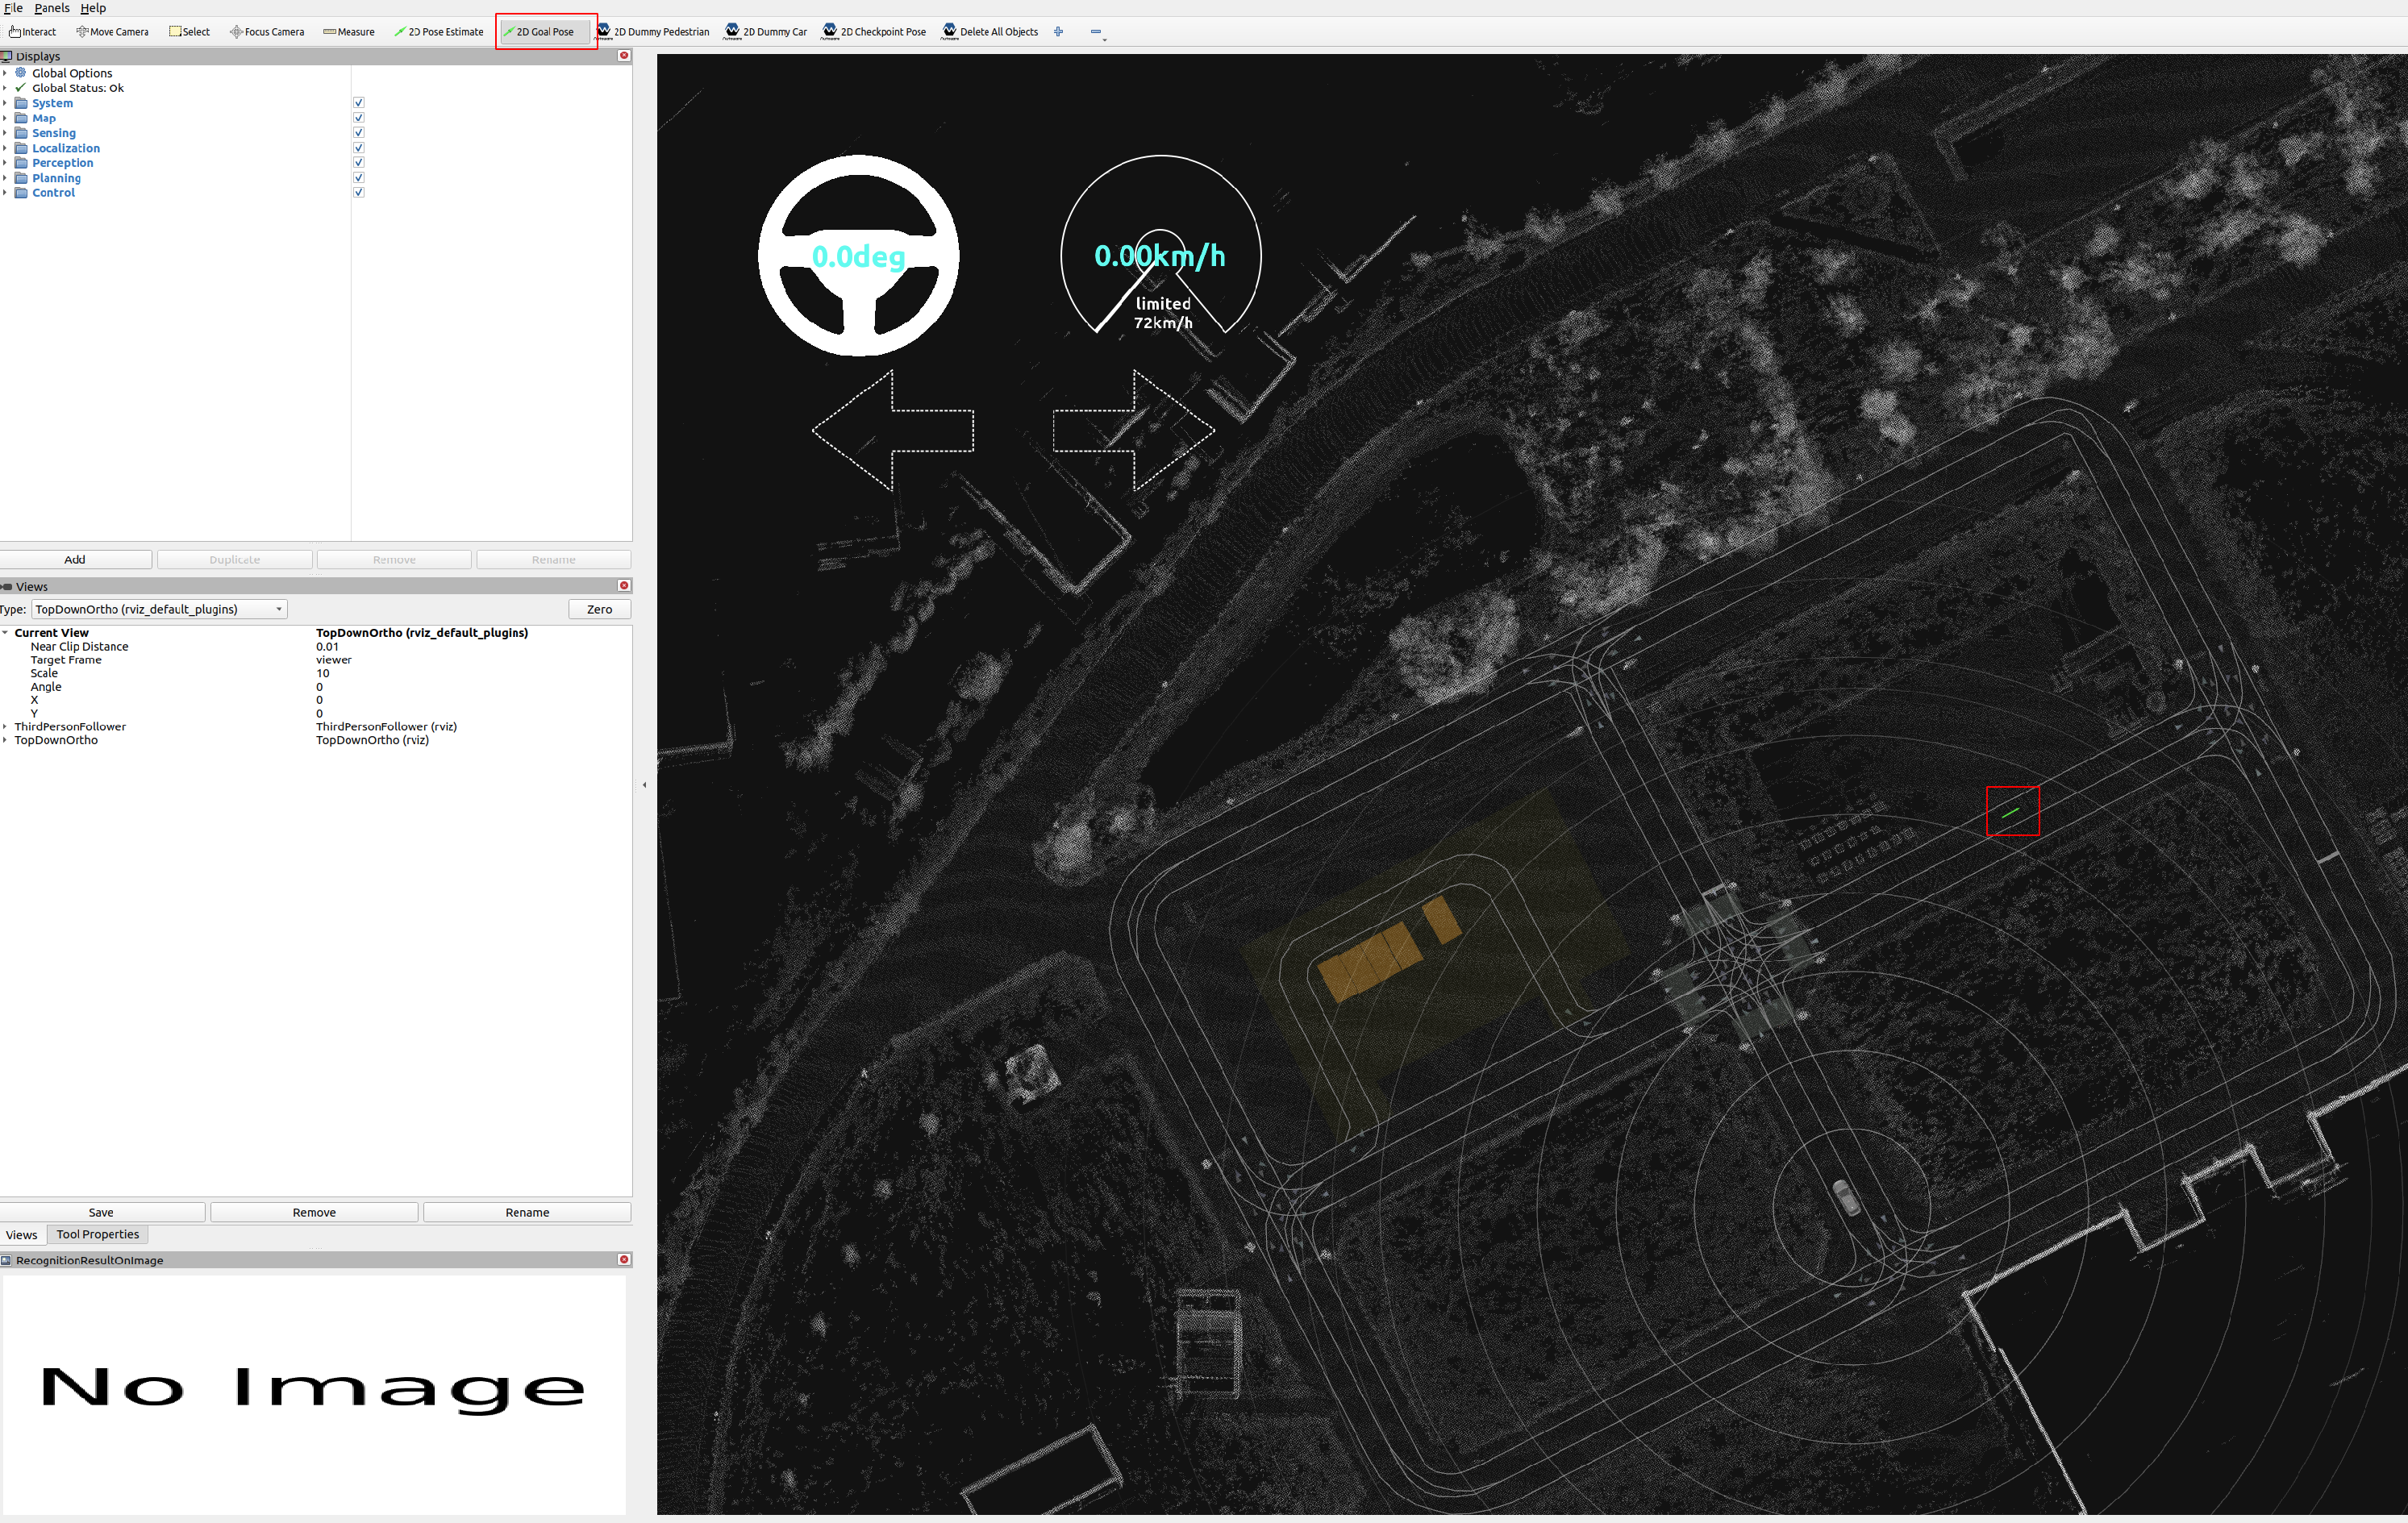 File Panels Help
Interact Move Camera Select Focus Camera Measure 2D Pose Estimate 2D Goal Pose 2D Dummy Pedestrian 2D Dummy Car 2D Checkpoint Pose Delete All Objects
Displays
Global Options
Global Status: Ok
System
Map
Sensing
Localization
Perception
Planning
Control
Add Duplicate Remove Rename
Views
Type: TopDownOrtho (rviz_default_plugins) Zero
Current View TopDownOrtho (rviz_default_plugins)
Near Clip Distance 0.01
Target Frame viewer
Scale 10
Angle 0
X 0
Y 0
ThirdPersonFollower ThirdPersonFollower (rviz)
TopDownOrtho TopDownOrtho (rviz)
Save Remove Rename
Views Tool Properties
RecognitionResultOnImage
No Image
0.0deg
0.00km/h
limited
72km/h